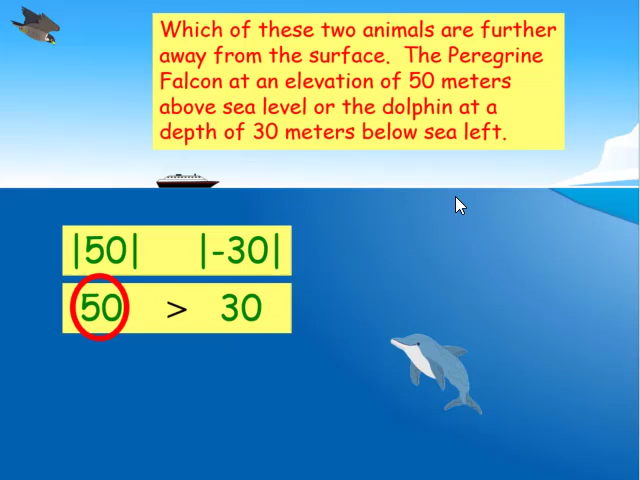 Which of these two animals are further
away from the surface. The Peregrine
Falcon at an elevation of 50 meters
above sea level or the dolphin at a
depth of 30 meters below sea left.
|50| |-30|
50 > 30